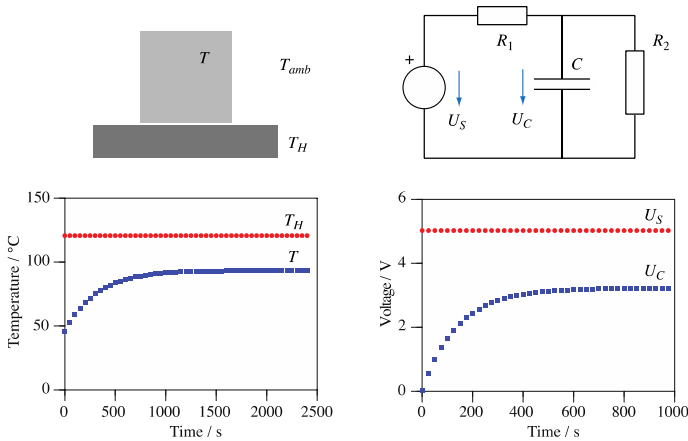 T
T_amb
T_H
R_1
R_2
C
+
U_S
U_C
150
100
50
0
Temperature / °C
T_H
T
0
500
1000
1500
2000
2500
Time / s
6
4
2
0
Voltage / V
U_S
U_C
0
200
400
600
800
1000
Time / s